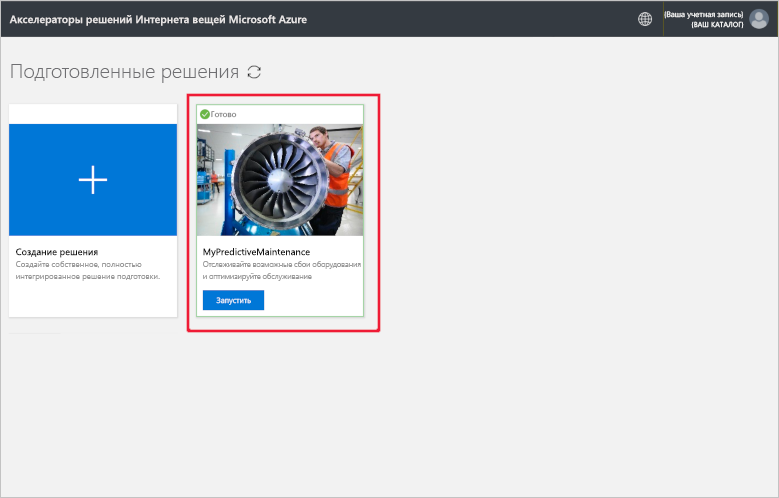 Акселераторы решений Интернета вещей Microsoft Azure
(Ваша учетная запись)
(ВАШ КАТАЛОГ)
Подготовленные решения
Готово
Создание решения
Создайте собственное, полностью
интегрированное решение подготовки.
MyPredictiveMaintenance
Отслеживайте возможные сбои оборудования
и оптимизируйте обслуживание
Запустить